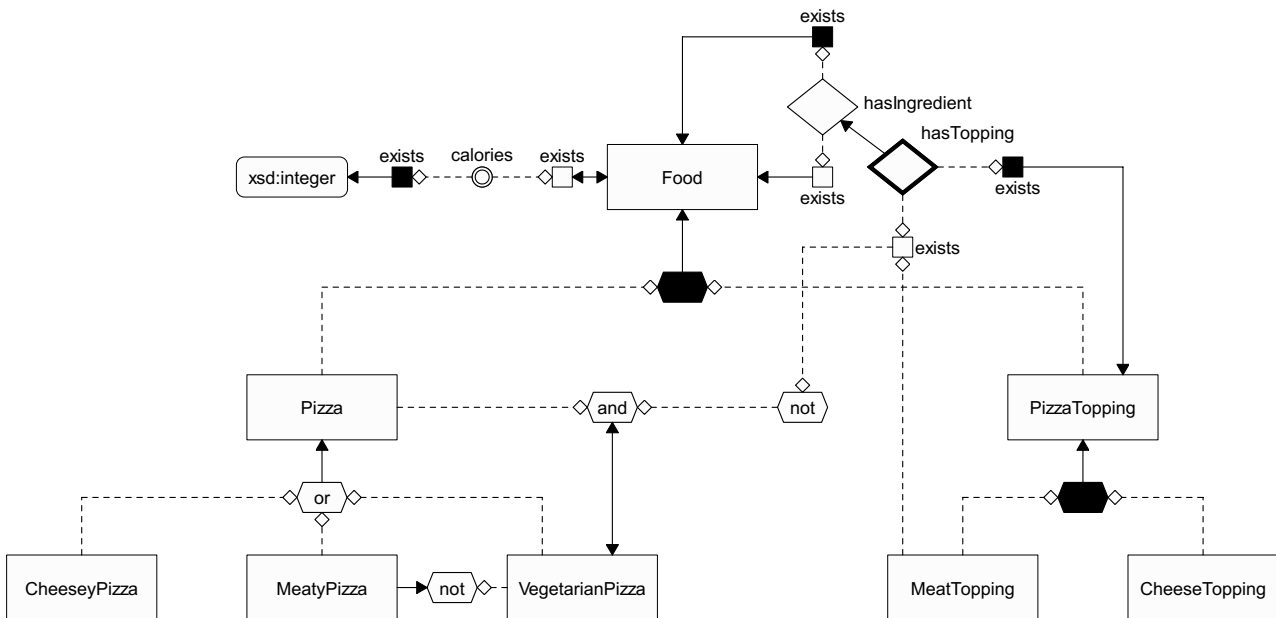 exists
hasIngredient
hasTopping
exists calories exists
xsd:integer
Food
exists
exists
exists
Pizza
and
not
PizzaTopping
or
CheeseyPizza
MeatyPizza
not
VegetarianPizza
MeatTopping
CheeseTopping